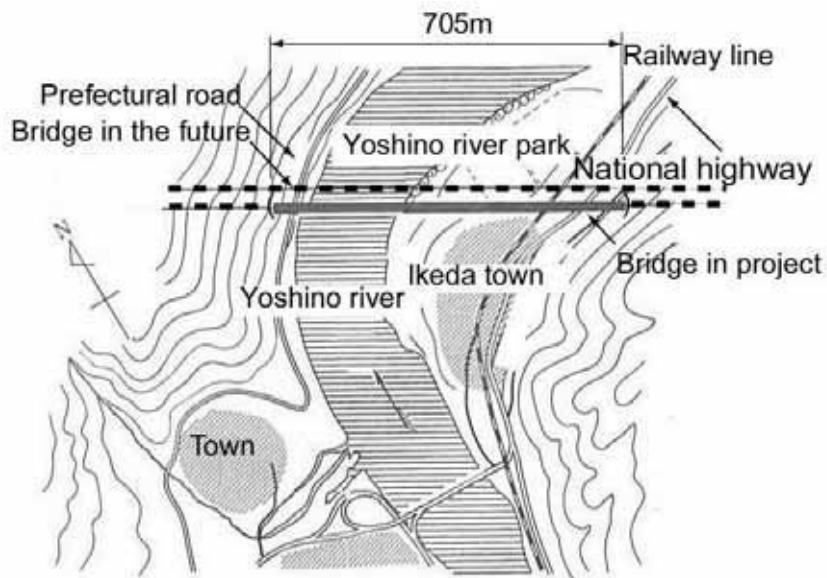 705m
Railway line
Prefectural road
Bridge in the future
Yoshino river park
National highway
Bridge in project
Ikeda town
Yoshino river
Town
N